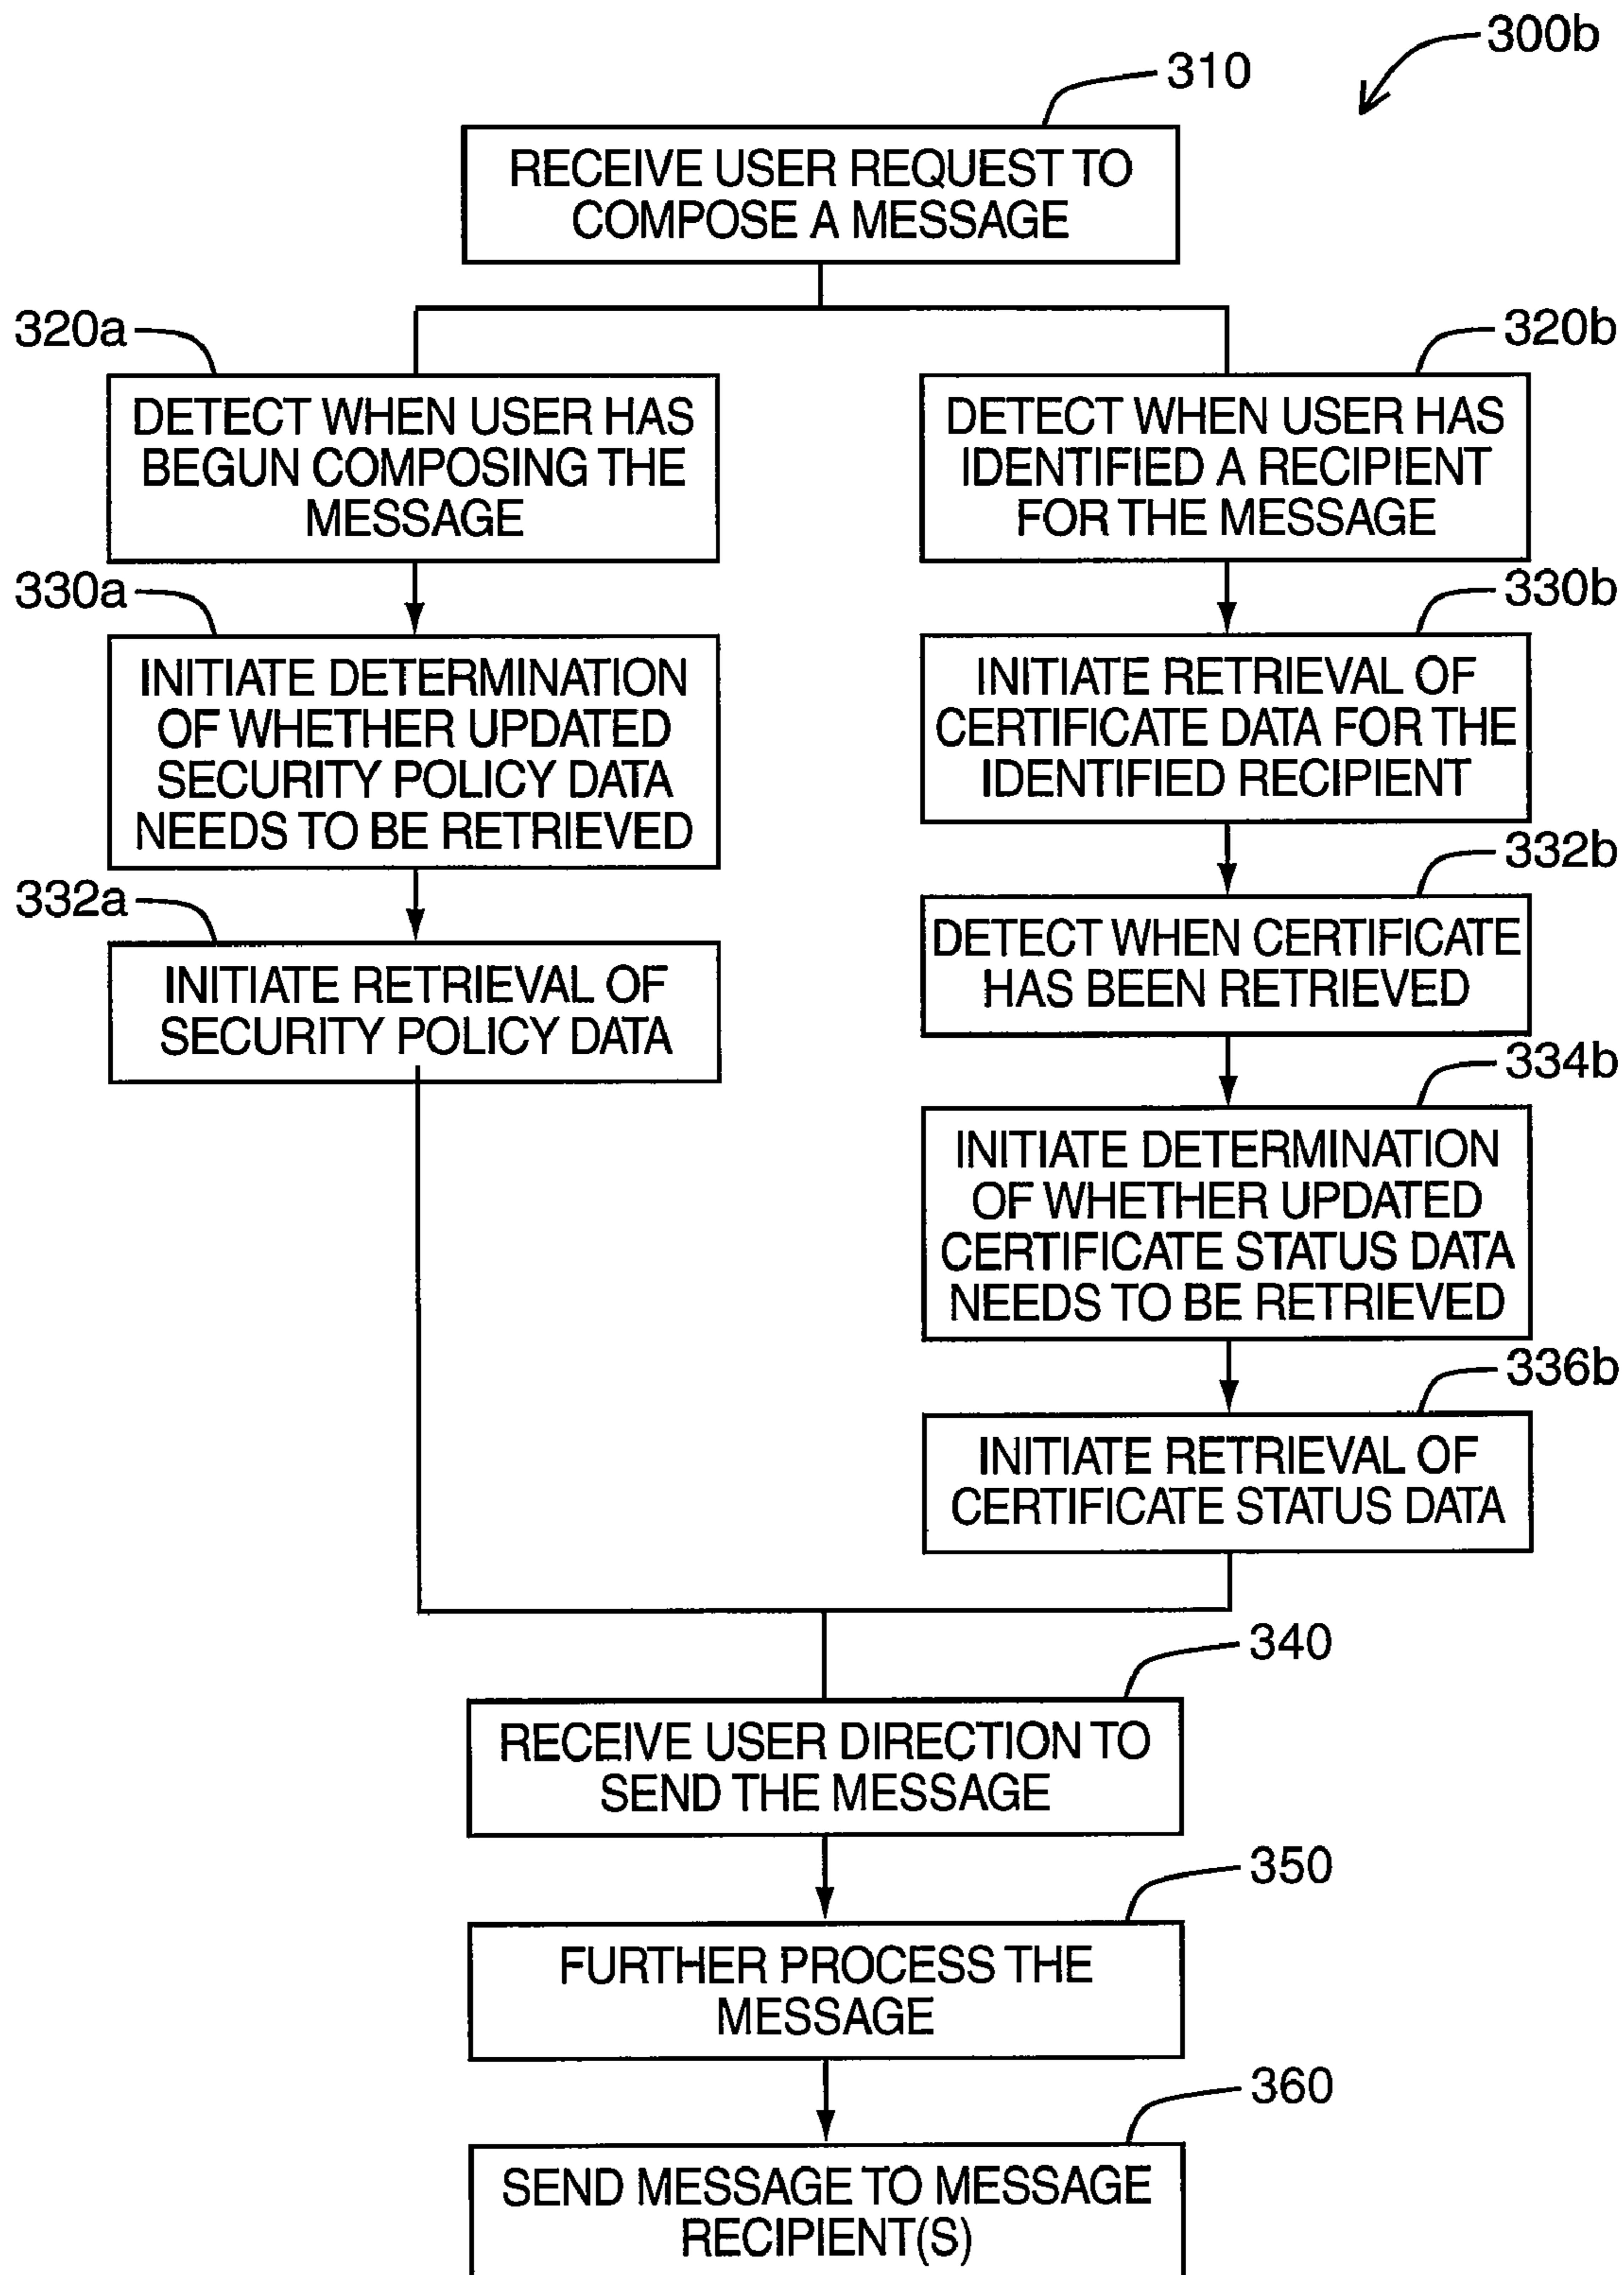 300b
310
RECEIVE USER REQUEST TO
COMPOSE A MESSAGE
320a
DETECT WHEN USER HAS
BEGUN COMPOSING THE
MESSAGE
320b
DETECT WHEN USER HAS
IDENTIFIED A RECIPIENT
FOR THE MESSAGE
330a
INITIATE DETERMINATION
OF WHETHER UPDATED
SECURITY POLICY DATA
NEEDS TO BE RETRIEVED
330b
INITIATE RETRIEVAL OF
CERTIFICATE DATA FOR THE
IDENTIFIED RECIPIENT
332a
INITIATE RETRIEVAL OF
SECURITY POLICY DATA
332b
DETECT WHEN CERTIFICATE
HAS BEEN RETRIEVED
334b
INITIATE DETERMINATION
OF WHETHER UPDATED
CERTIFICATE STATUS DATA
NEEDS TO BE RETRIEVED
336b
INITIATE RETRIEVAL OF
CERTIFICATE STATUS DATA
340
RECEIVE USER DIRECTION TO
SEND THE MESSAGE
350
FURTHER PROCESS THE
MESSAGE
360
SEND MESSAGE TO MESSAGE
RECIPIENT(S)